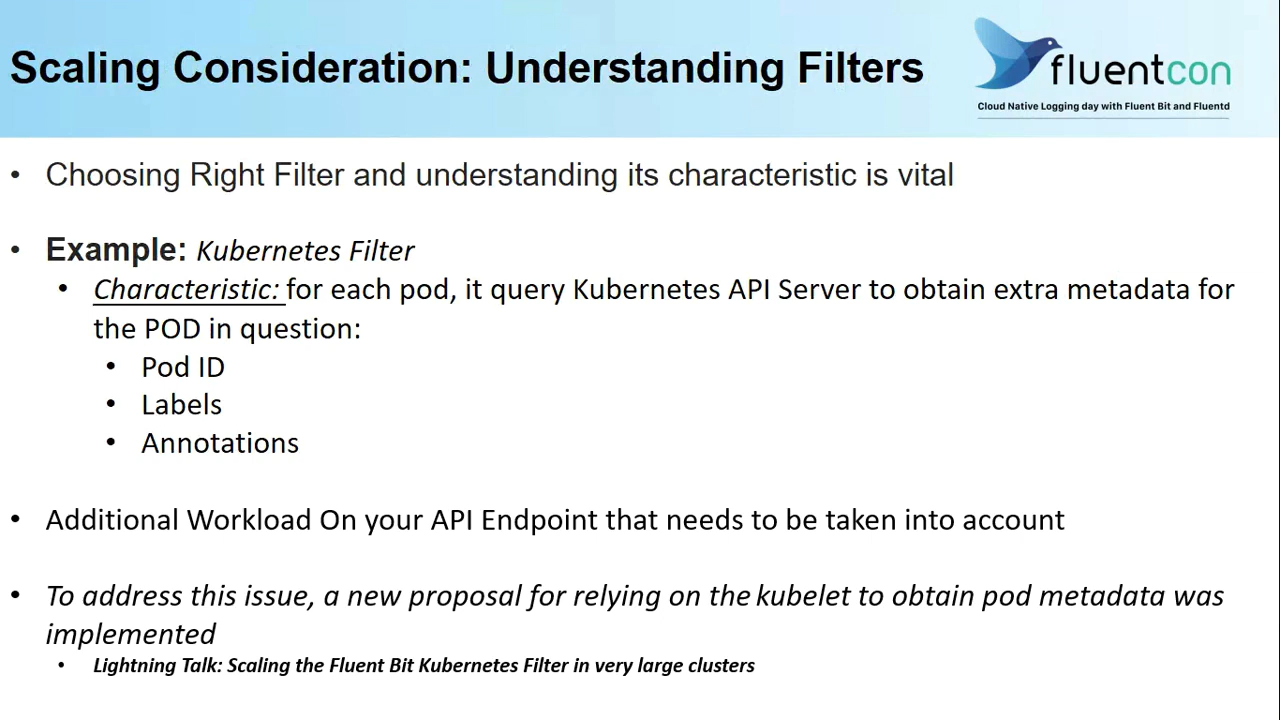 Scaling Consideration: Understanding Filters
fluentcon
Cloud Native Logging day with Fluent Bit and Fluentd
• Choosing Right Filter and understanding its characteristic is vital
• Example: Kubernetes Filter
• Characteristic: for each pod, it query Kubernetes API Server to obtain extra metadata for
the POD in question:
• Pod ID
• Labels
• Annotations
• Additional Workload On your API Endpoint that needs to be taken into account
• To address this issue, a new proposal for relying on the kubelet to obtain pod metadata was
implemented
• Lightning Talk: Scaling the Fluent Bit Kubernetes Filter in very large clusters